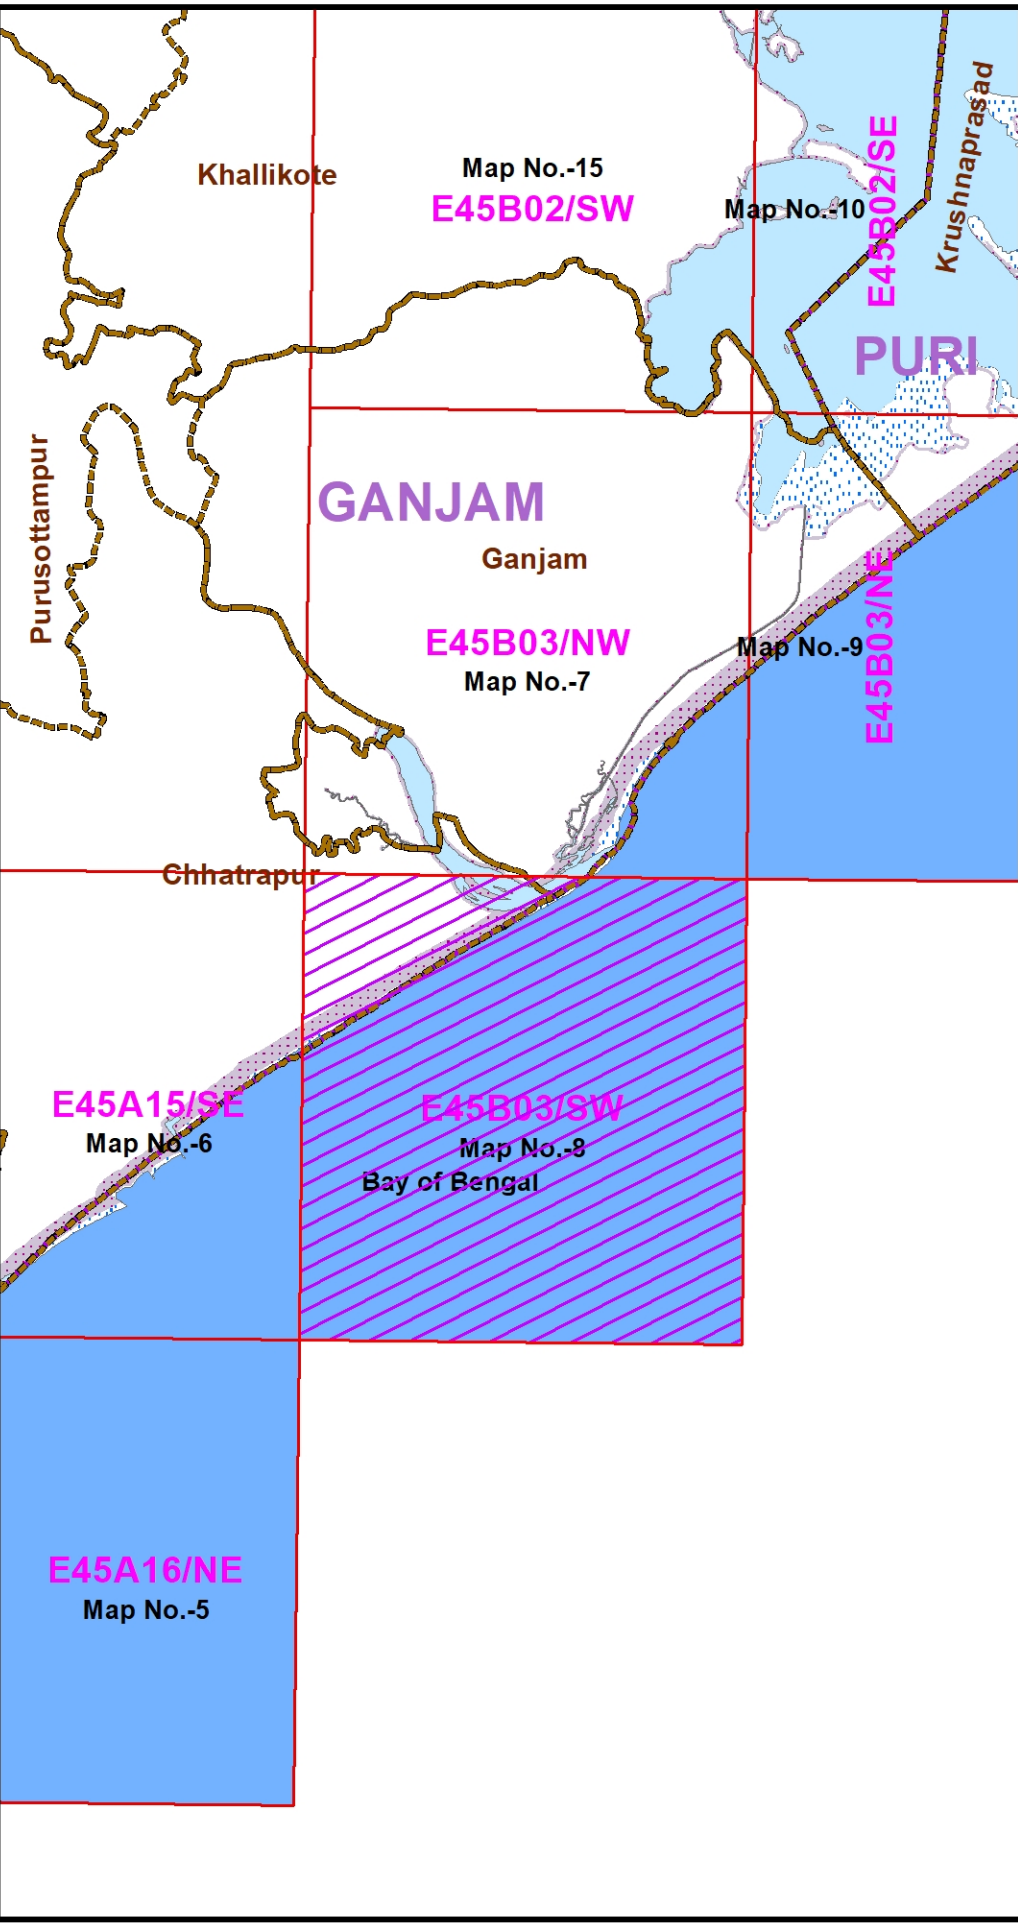 Map No.-15
Khallikote
E45B02/SW
Map No.-10
E45B02/SE
Krushnaprasad
PURI
GANJAM
Purusottampur
Ganjam
E45B03/NW
Map No.-7
Map No.-9
E45B03/NE
Chhatrapur
E45A15/SE
Map No.-6
E45B03/SW
Map No.-8
Bay of Bengal
E45A16/NE
Map No.-5